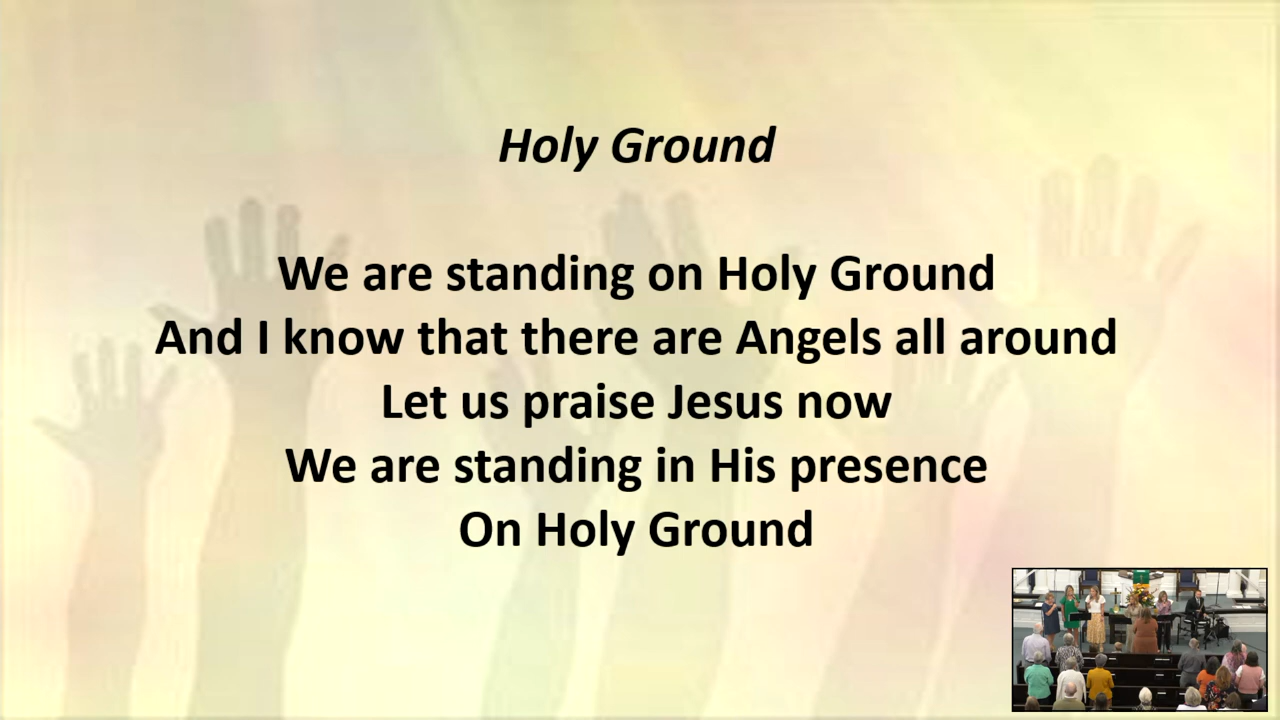 Holy Ground
We are standing on Holy Ground
And I know that there are Angels all around
Let us praise Jesus now
We are standing in His presence
On Holy Ground